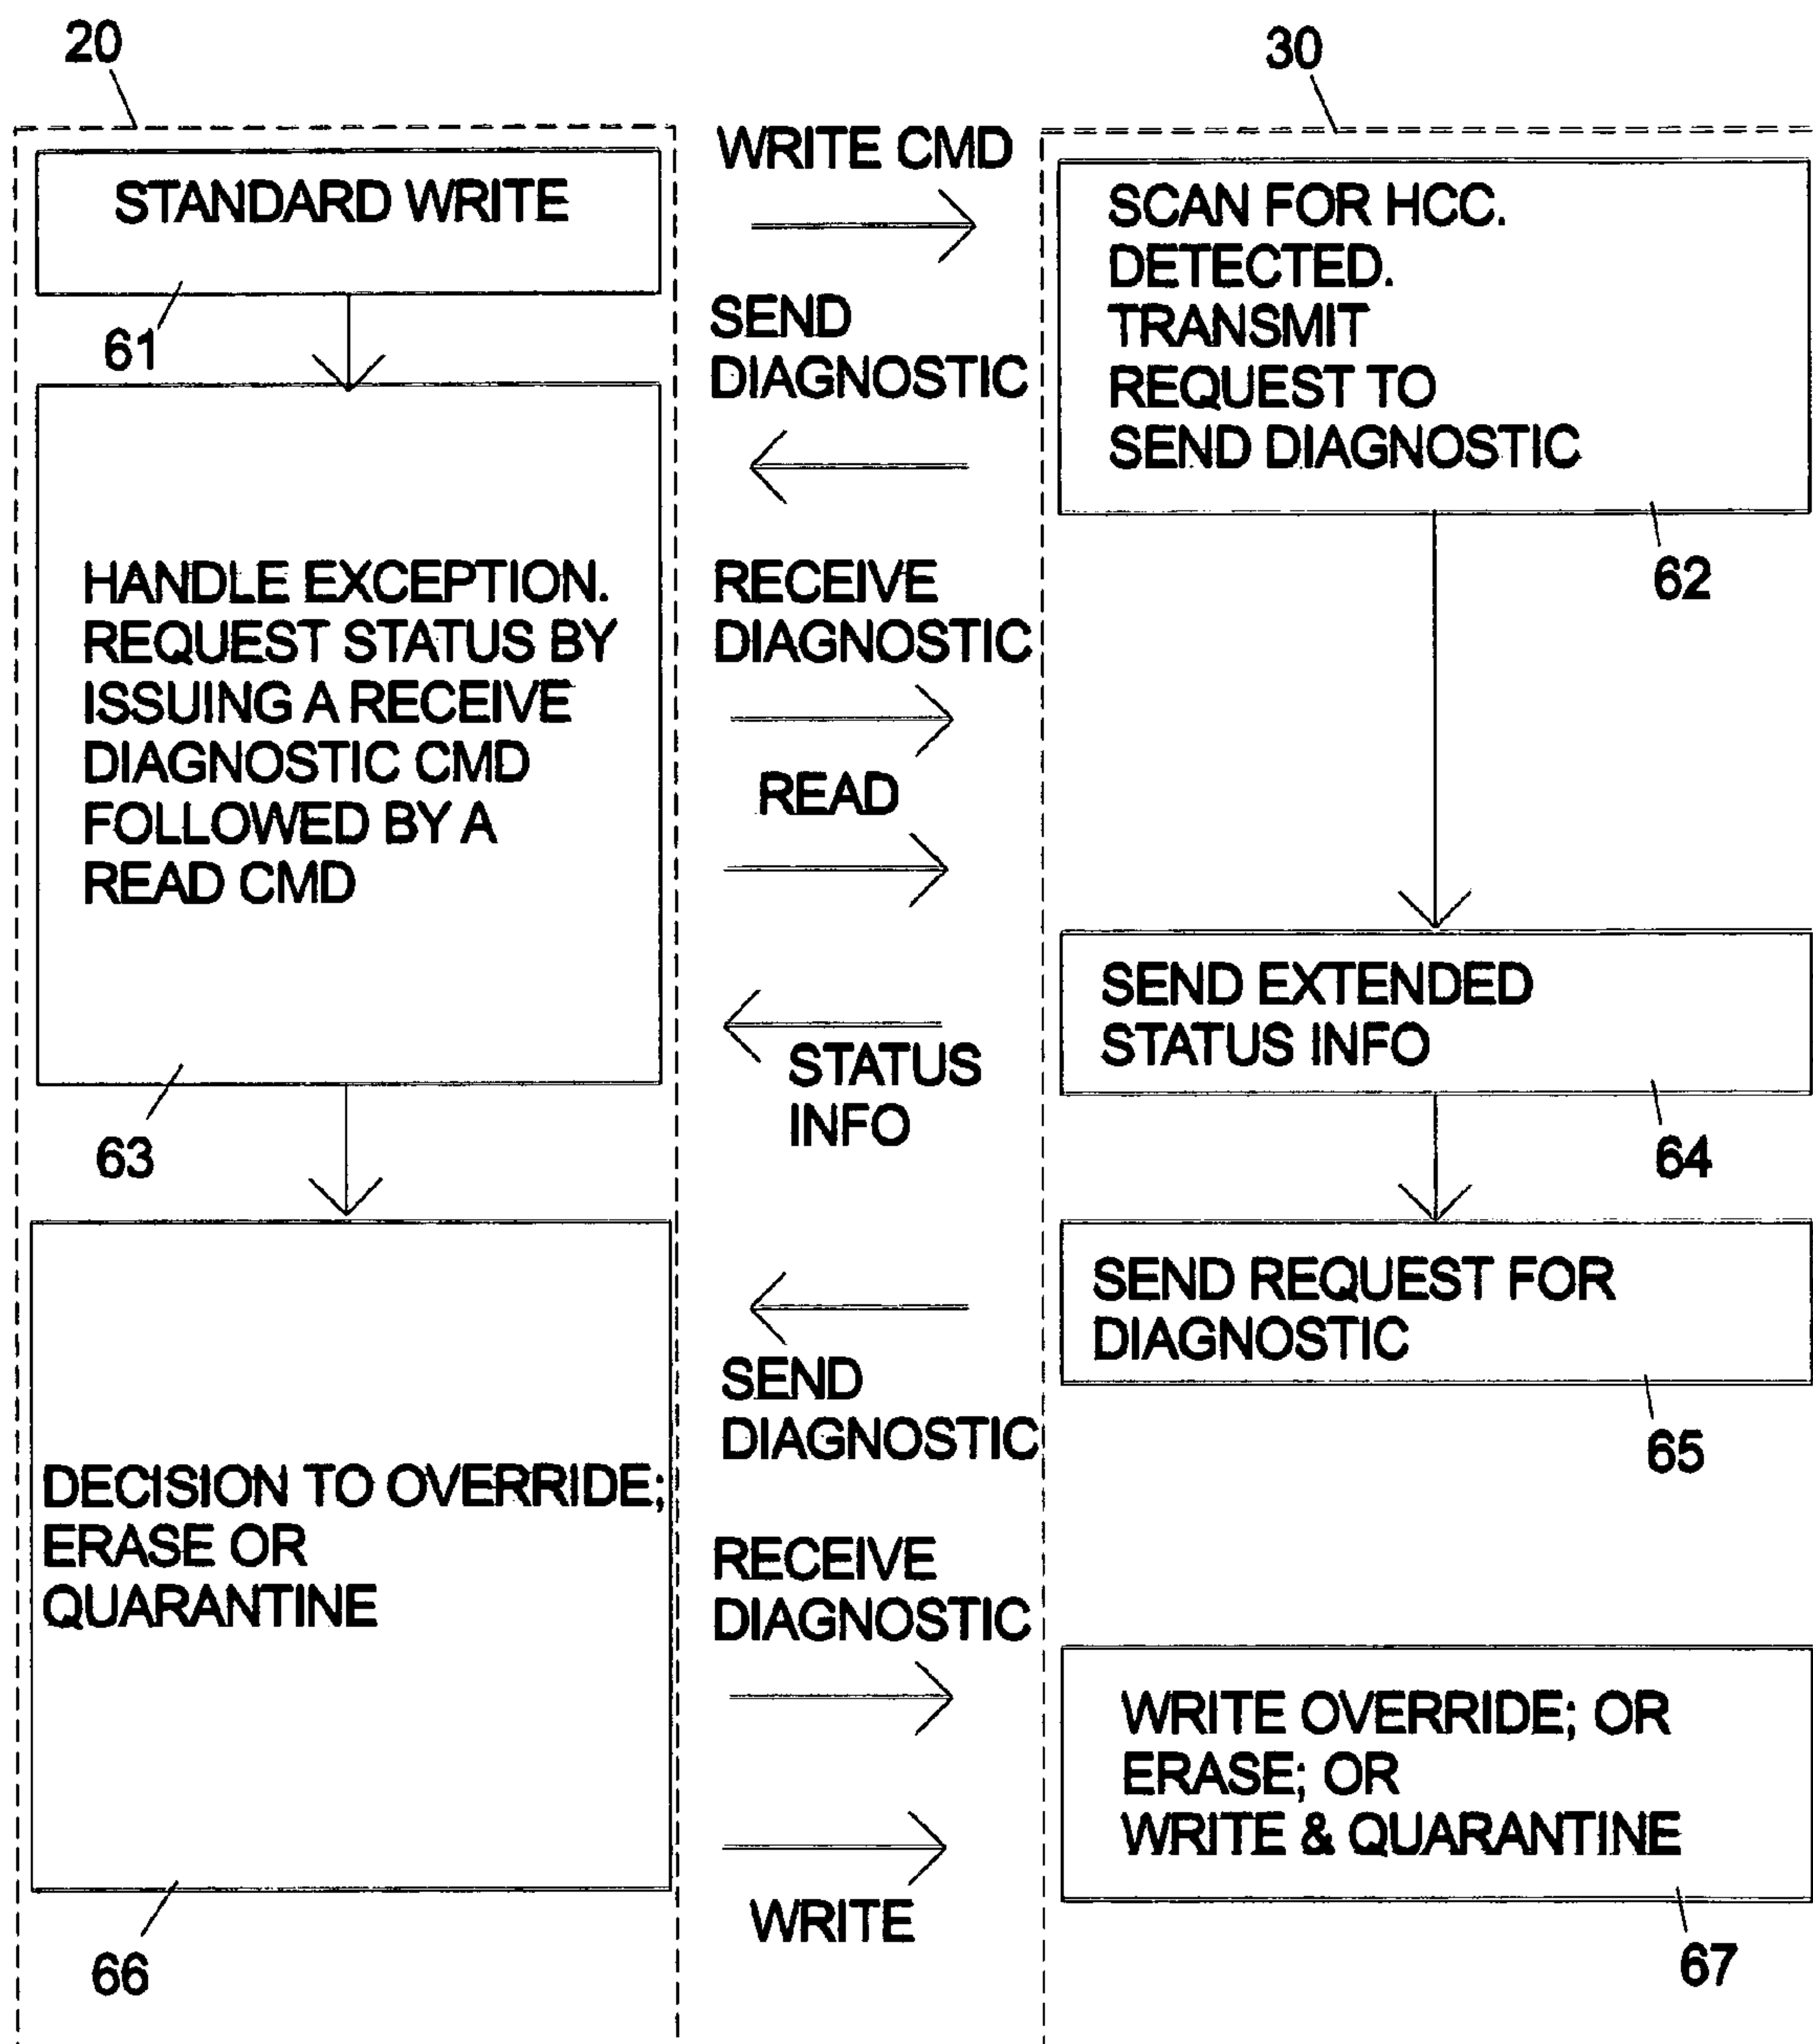 20
30
STANDARD WRITE
61
WRITE CMD
SCAN FOR HCC.
DETECTED.
TRANSMIT
REQUEST TO
SEND DIAGNOSTIC
62
SEND
DIAGNOSTIC
HANDLE EXCEPTION.
REQUEST STATUS BY
ISSUING A RECEIVE
DIAGNOSTIC CMD
FOLLOWED BY A
READ CMD
63
RECEIVE
DIAGNOSTIC
READ
STATUS
INFO
SEND EXTENDED
STATUS INFO
64
SEND REQUEST FOR
DIAGNOSTIC
65
SEND
DIAGNOSTIC
DECISION TO OVERRIDE;
ERASE OR
QUARANTINE
66
RECEIVE
DIAGNOSTIC
WRITE
WRITE OVERRIDE; OR
ERASE; OR
WRITE & QUARANTINE
67